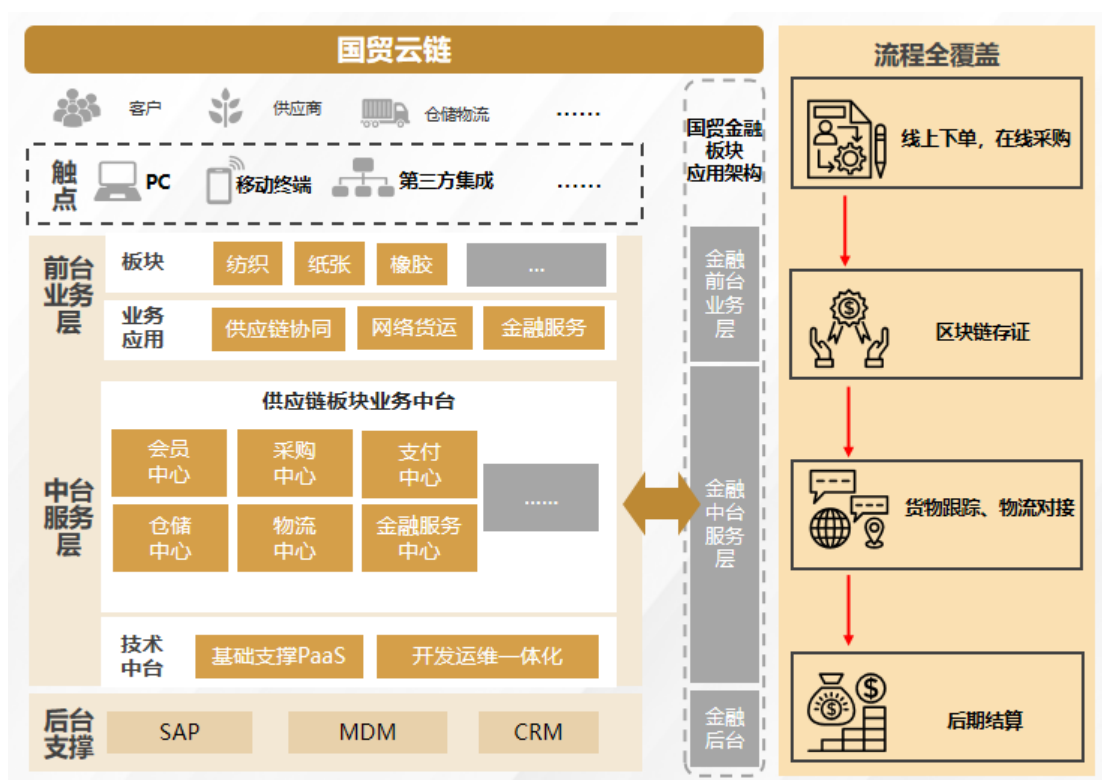 国贸云链
客户
供应商
仓储物流
……
触
点
PC
移动终端
第三方集成
……
前台
业务
层
板块
纺织
纸张
橡胶
...
业务
应用
供应链协同
网络货运
金融服务
中台
服务
层
供应链板块业务中台
会员
中心
采购
中心
支付
中心
……
仓储
中心
物流
中心
金融服务
中心
技术
中台
基础支撑PaaS
开发运维一体化
后台
支撑
SAP
MDM
CRM
国贸金融
板块
应用架构
金融
前台
业务
层
金融
中台
服务
层
金融
后台
流程全覆盖
线上下单，在线采购
区块链存证
货物跟踪、物流对接
后期结算